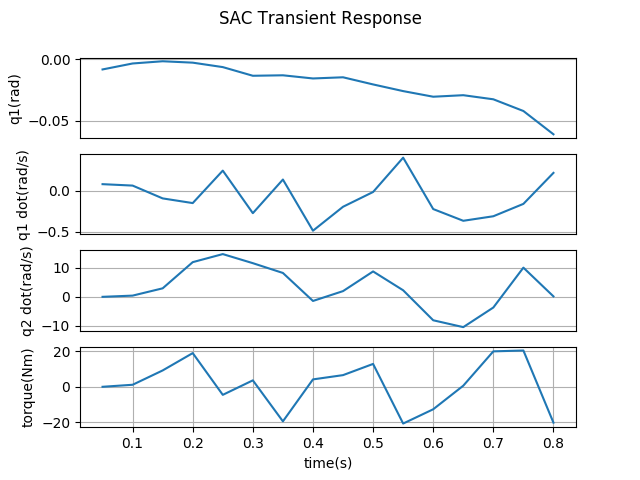 SAC Transient Response
q1(rad)
0.00
−0.05
q1 dot(rad/s)
0.0
−0.5
q2 dot(rad/s)
10
0
−10
torque(Nm)
20
0
−20
0.1 0.2 0.3 0.4 0.5 0.6 0.7 0.8
time(s)